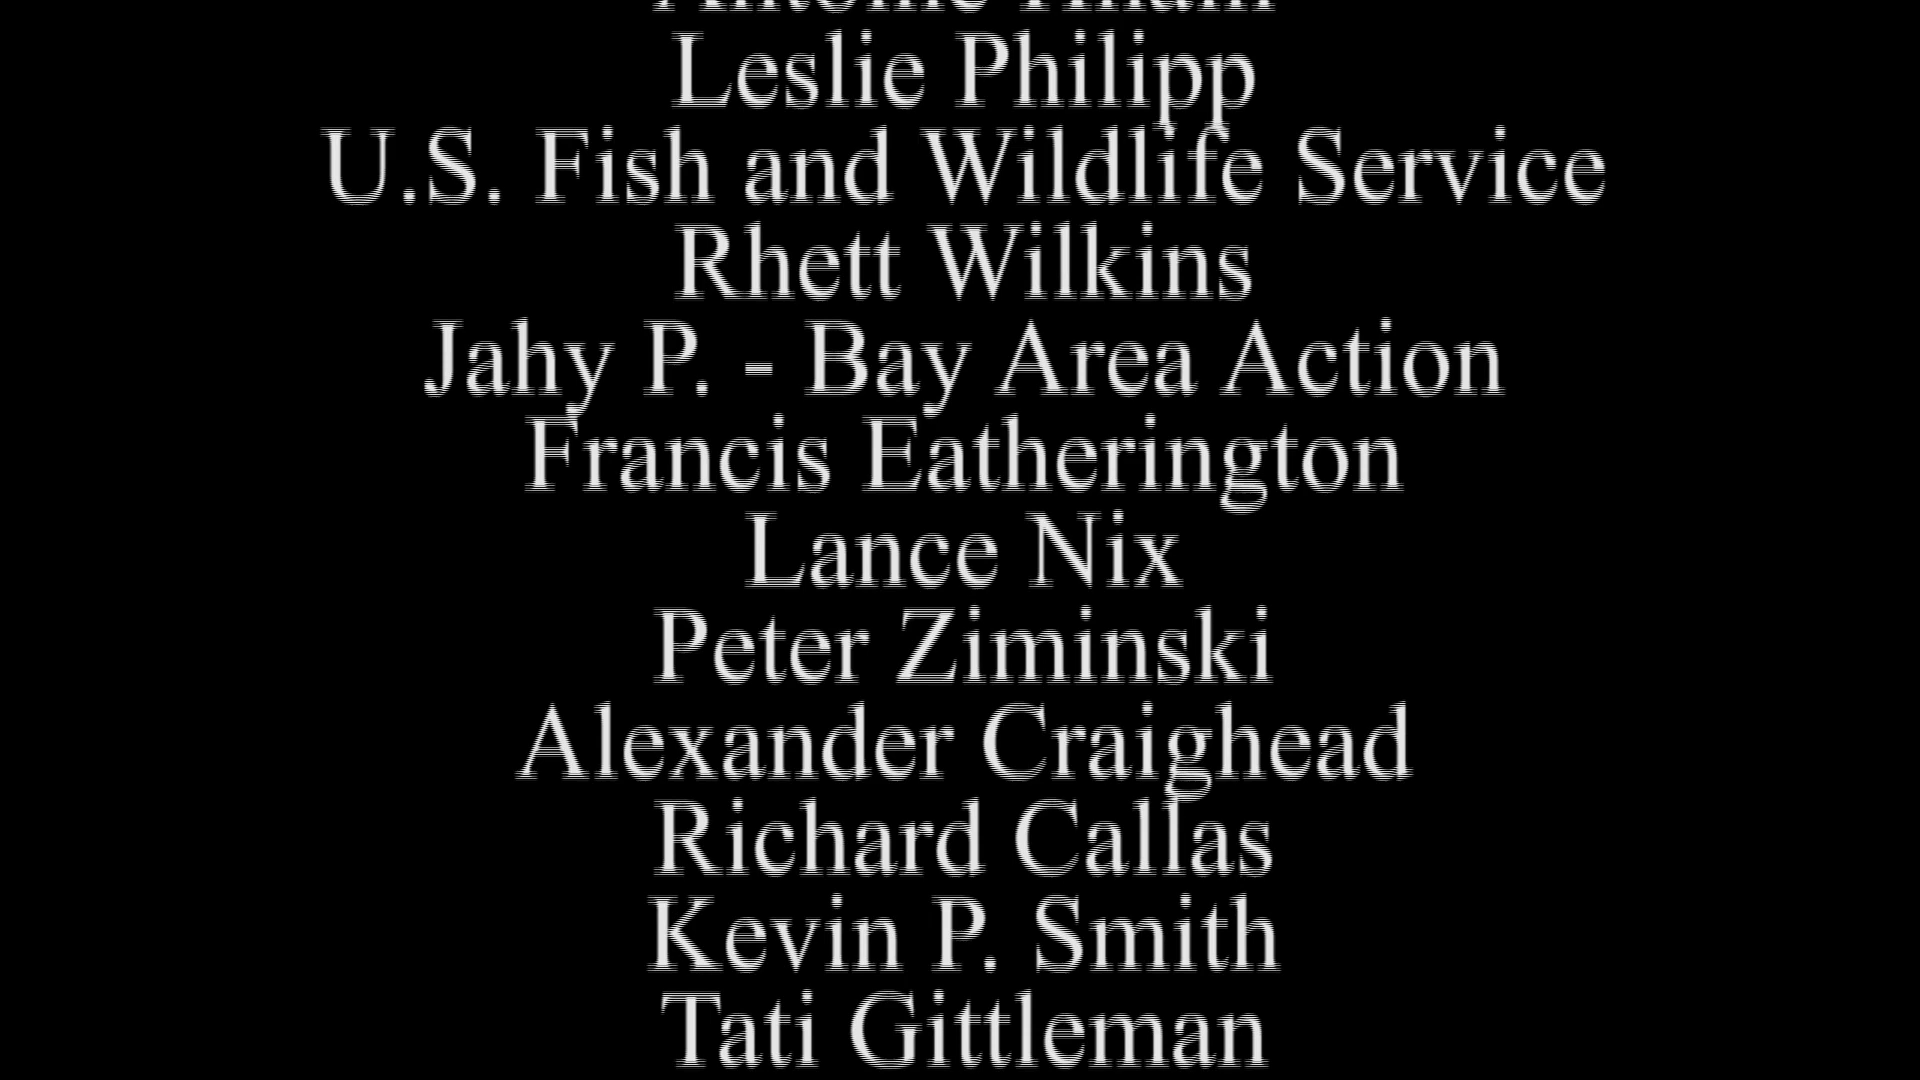 Leslie Philipp
U.S. Fish and Wildlife Service
Rhett Wilkins
Jahy P. - Bay Area Action
Francis Eatherington
Lance Nix
Peter Ziminski
Alexander Craighead
Richard Callas
Kevin P. Smith
Tati Gittleman